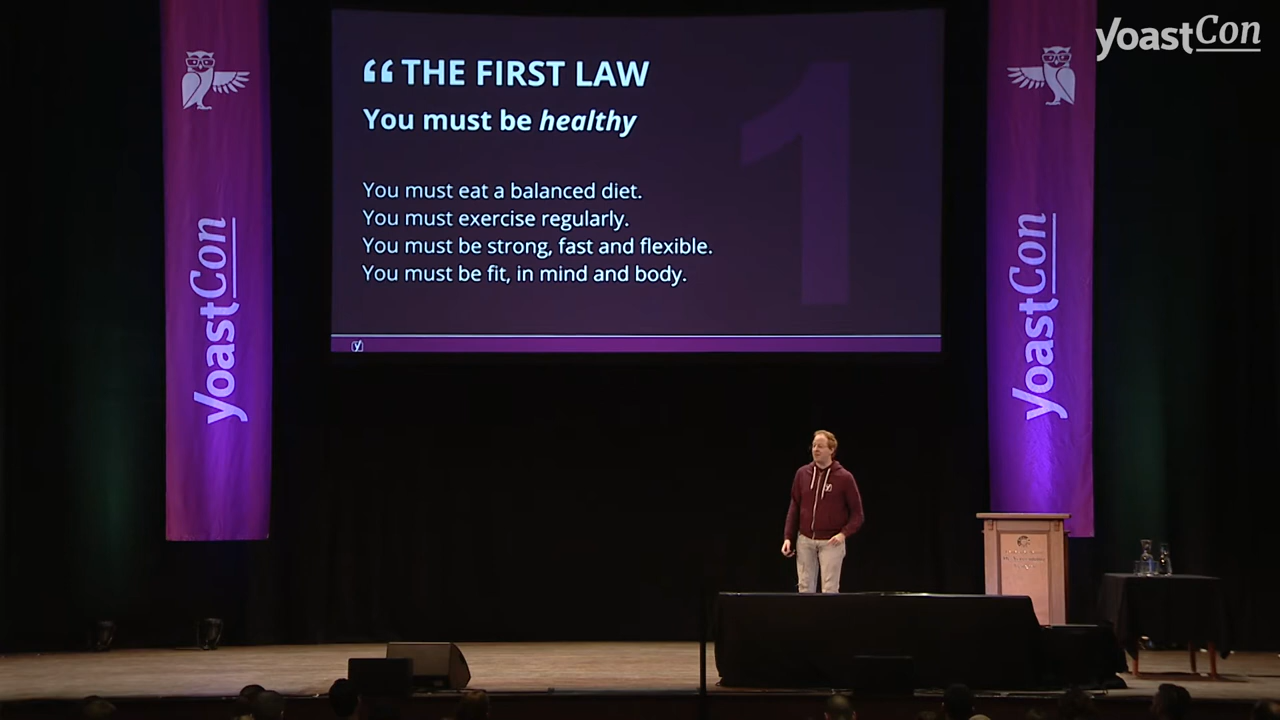 yoastCon
“THE FIRST LAW
You must be healthy
1
You must eat a balanced diet.
You must exercise regularly.
You must be strong, fast and flexible.
You must be fit, in mind and body.
yoastCon
yoastCon